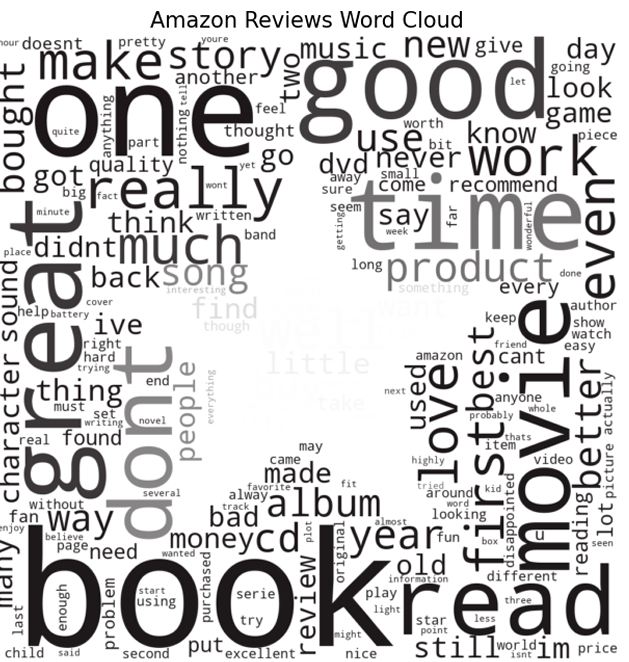 Amazon Reviews Word Cloud
hour doesnt pretty youre
make story music new give day
another two going
bought one good let look
quite anything nothing tell feel game
thought worth
part use know piece
quality go bit
got yet dvd never work
big really wont away small
fact sure come recommend
minute think written seem say time even
great didnt much band getting week far wonderful
place back song long product done
interesting something every
cover find want author
help battery ive though keep show
character sound right well friend watch
hard trying dont people little amazon cant easy
thing end everything next used love best first movie better
must set take anyone
writing novel probably whole
real found may thats item video picture actually
came highly
several made tried around kid
without always favorite fit word disappointed
fan way track album looking reading lot
enjoy bad
many believe almost
page need money cd plot original year fun box seen
wanted old different
book information read
last enough problem start using purchased serie review play three
try light star less
might point
child said second put excellent nice still world isnt im price